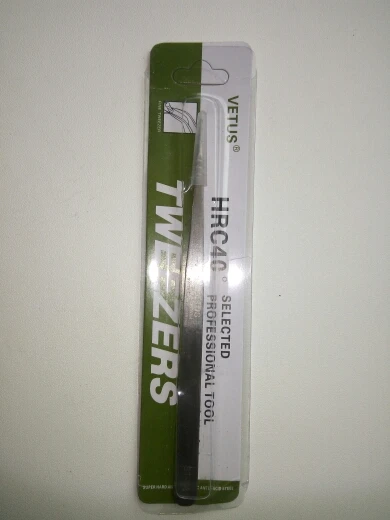 VETUS®
HRC40°
SELECTED
PROFESSIONAL TOOL
TWEEZERS